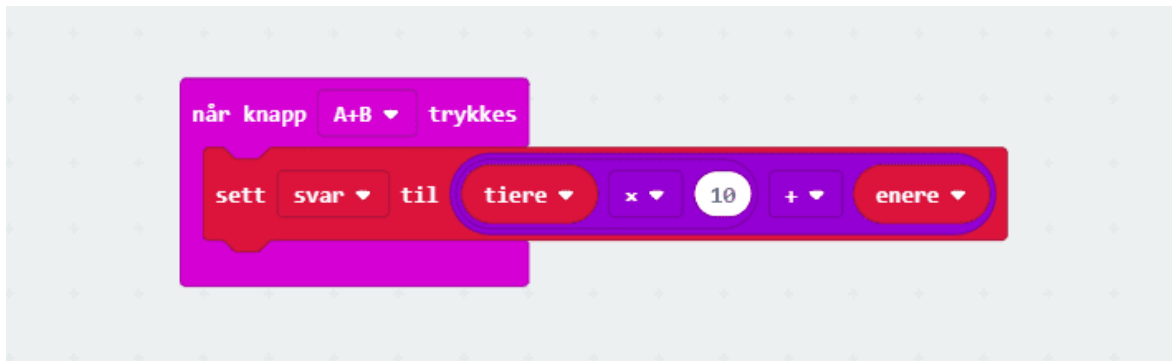 når knapp A+B trykkes
sett svar til tiere × 10 + enere